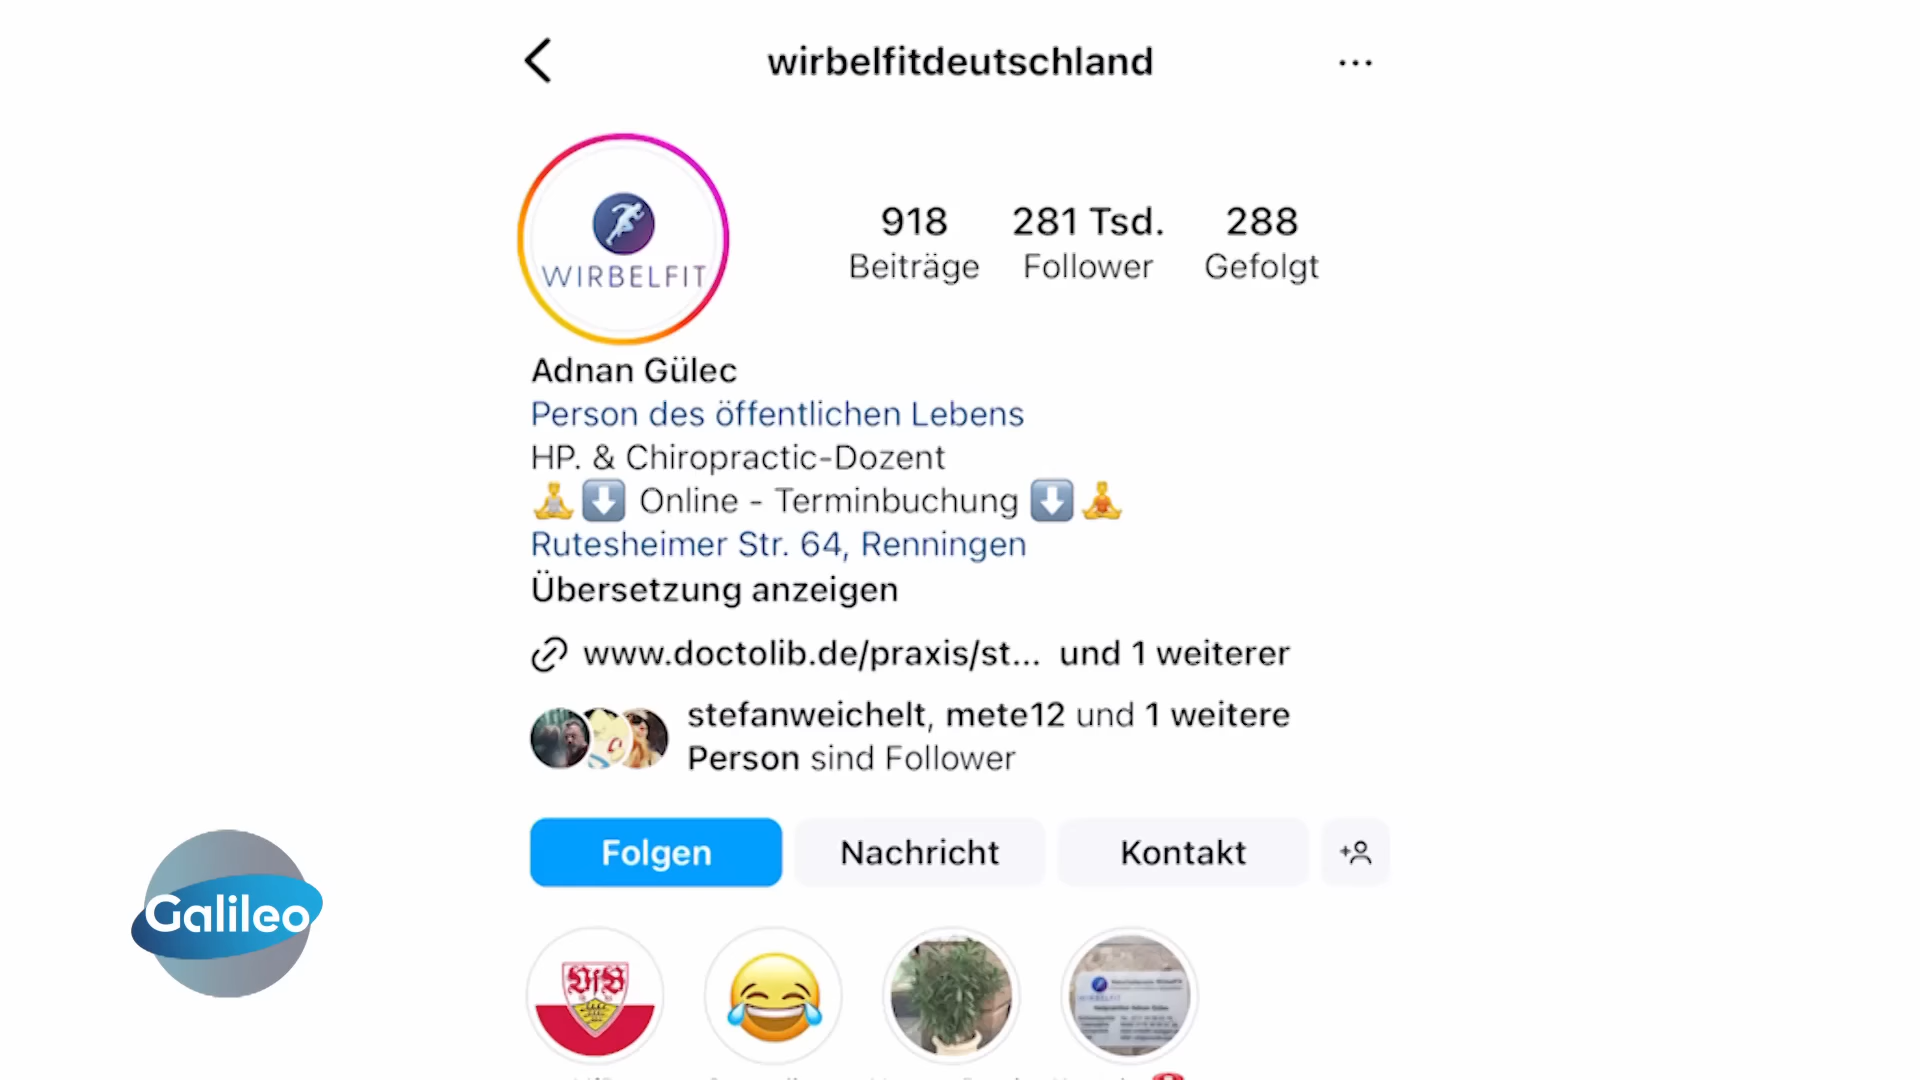 wirbelfitdeutschland
WIRBELFIT
918
281 Tsd.
288
Beiträge
Follower
Gefolgt
Adnan Gülec
Person des öffentlichen Lebens
HP. & Chiropractic-Dozent
Online - Terminbuchung
Rutesheimer Str. 64, Renningen
Übersetzung anzeigen
www.doctolib.de/praxis/st... und 1 weiterer
stefanweichelt, mete12 und 1 weitere
Person sind Follower
Folgen
Nachricht
Kontakt
Galileo
VfB
WIRBELFIT